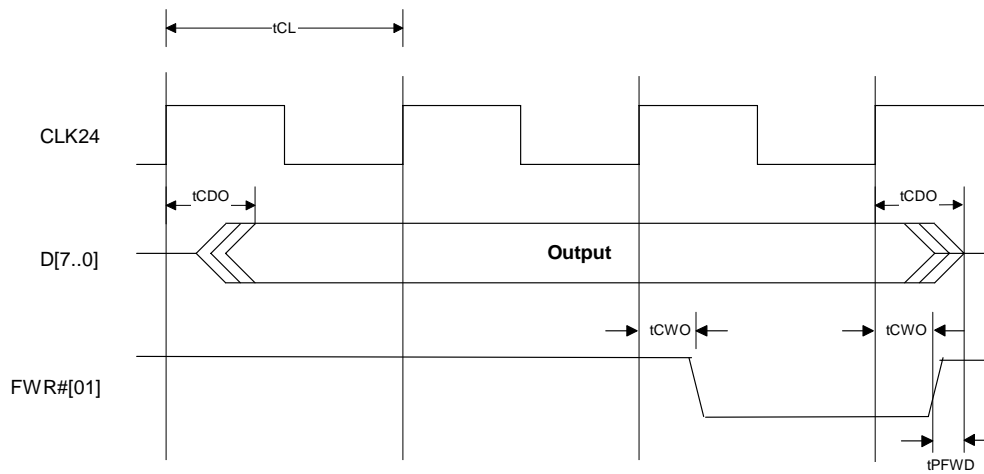 tCL
CLK24
tCDO
tCDO
D[7..0]
Output
tCWO
tCWO
FWR#[01]
tPFWD